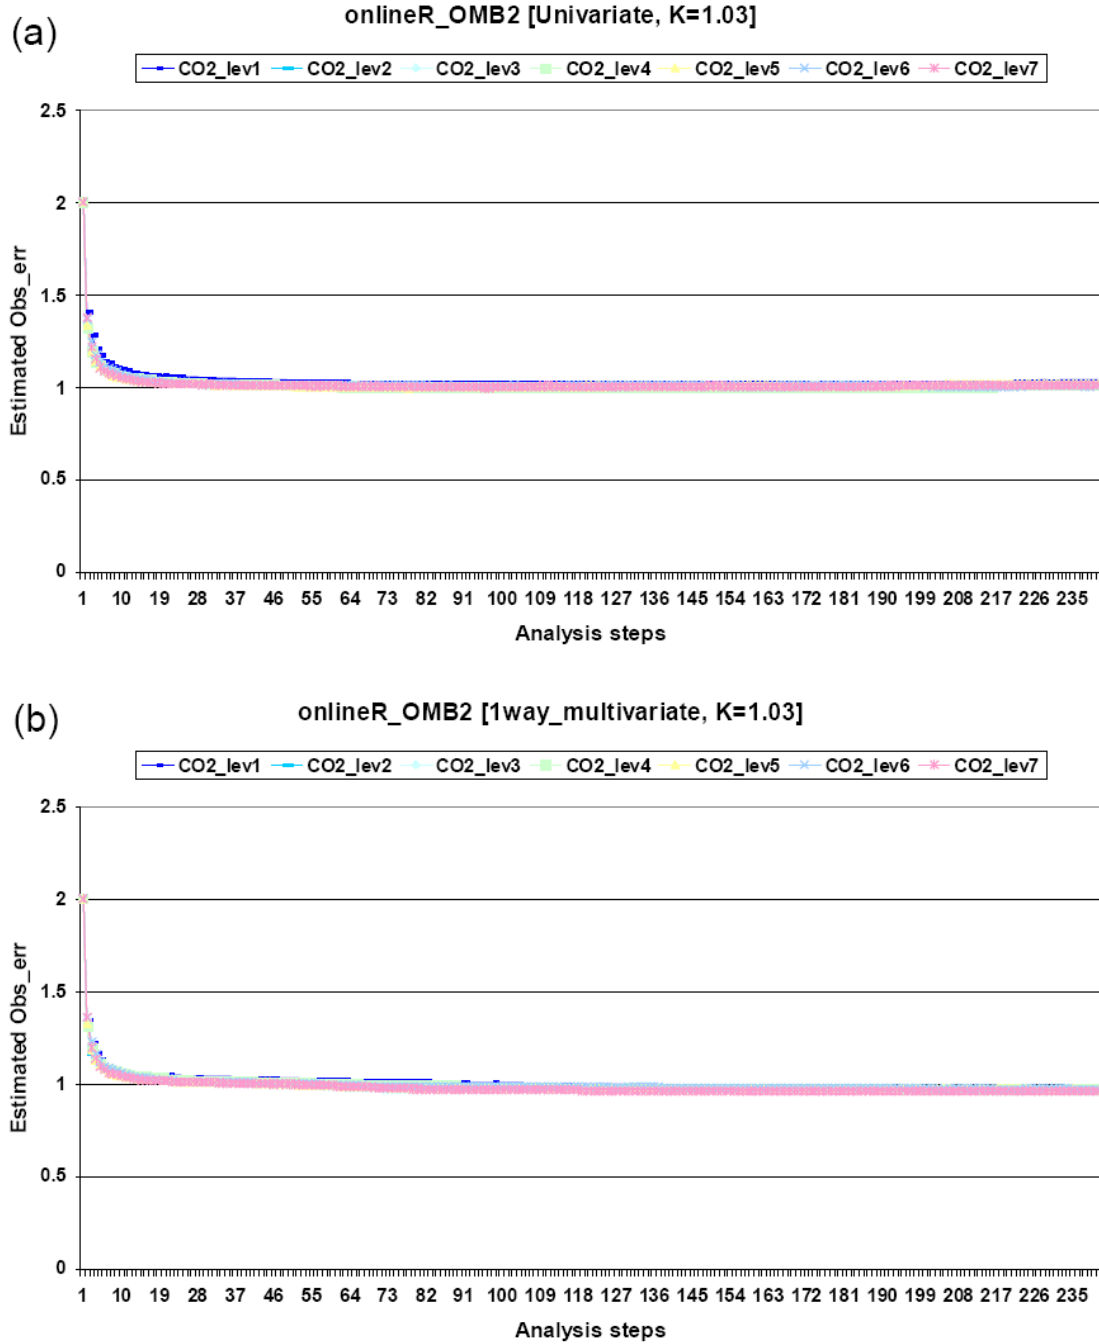 (a)
onlineR_OMB2 [Univariate, K=1.03]
CO2_lev1 CO2_lev2 CO2_lev3 CO2_lev4 CO2_lev5 CO2_lev6 CO2_lev7
2.5
2
1.5
1
0.5
0
Estimated Obs_err
1 10 19 28 37 46 55 64 73 82 91 100 109 118 127 136 145 154 163 172 181 190 199 208 217 226 235
Analysis steps
(b)
onlineR_OMB2 [1way_multivariate, K=1.03]
CO2_lev1 CO2_lev2 CO2_lev3 CO2_lev4 CO2_lev5 CO2_lev6 CO2_lev7
2.5
2
1.5
1
0.5
0
Estimated Obs_err
1 10 19 28 37 46 55 64 73 82 91 100 109 118 127 136 145 154 163 172 181 190 199 208 217 226 235
Analysis steps